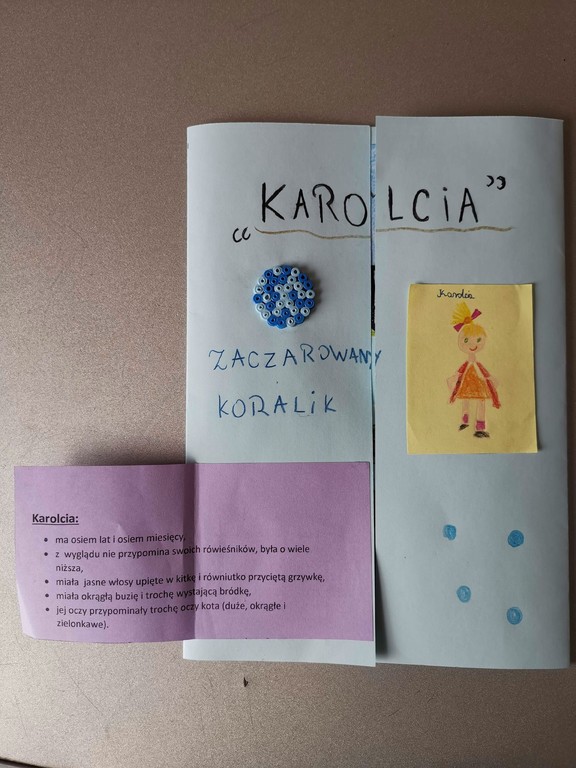 „KAROLCIA”
Karolcia
ZACZAROWANY
KORALIK
Karolcia:
• ma osiem lat i osiem miesięcy,
• z wyglądu nie przypomina swoich rówieśników, była o wiele
niższa,
• miała jasne włosy upięte w kitkę i równiutko przyciętą grzywkę,
• miała okrągłą buzię i trochę wystającą bródkę,
• jej oczy przypominały trochę oczy kota (duże, okrągłe i
zielonkawe).